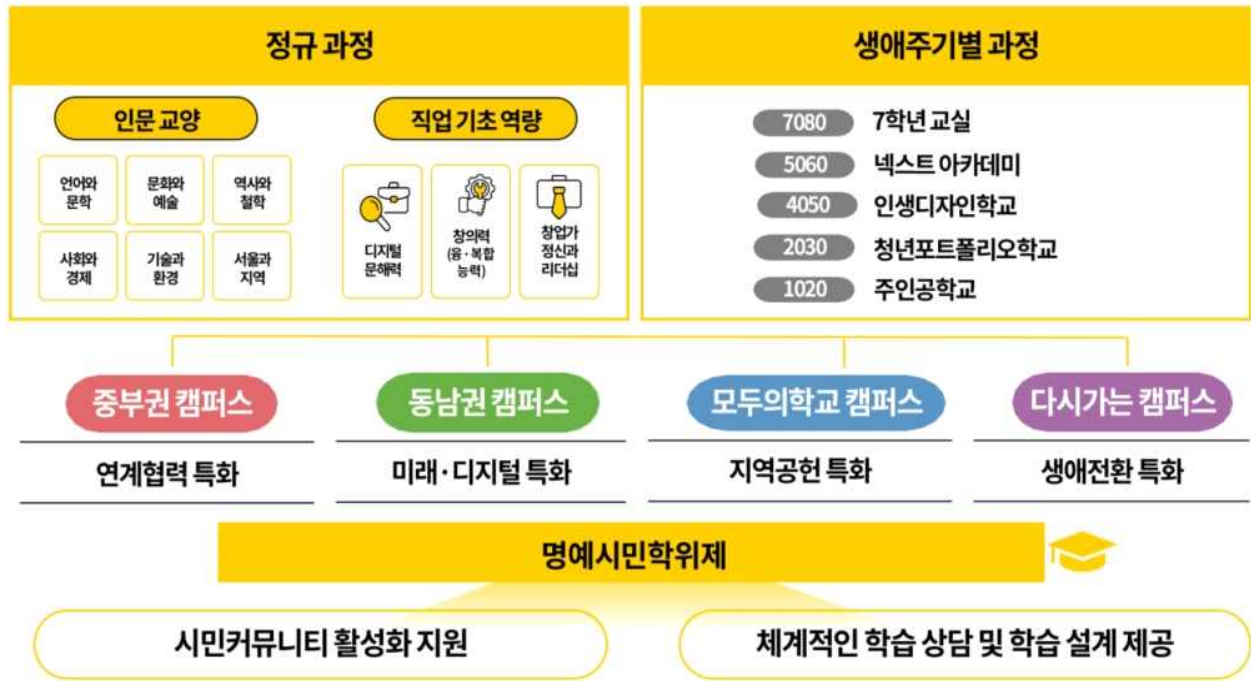 정규 과정
인문 교양
언어와
문학
문화와
예술
역사와
철학
사회와
경제
기술과
환경
서울과
지역
직업 기초 역량
디지털
문해력
창의력
(융·복합
능력)
창업가
정신과
리더십
생애주기별 과정
7080 7학년 교실
5060 넥스트 아카데미
4050 인생디자인학교
2030 청년포트폴리오학교
1020 주인공학교
중부권 캠퍼스
연계협력 특화
동남권 캠퍼스
미래·디지털 특화
모두의학교 캠퍼스
지역공헌 특화
다시가는 캠퍼스
생애전환 특화
명예시민학위제
시민커뮤니티 활성화 지원
체계적인 학습 상담 및 학습 설계 제공